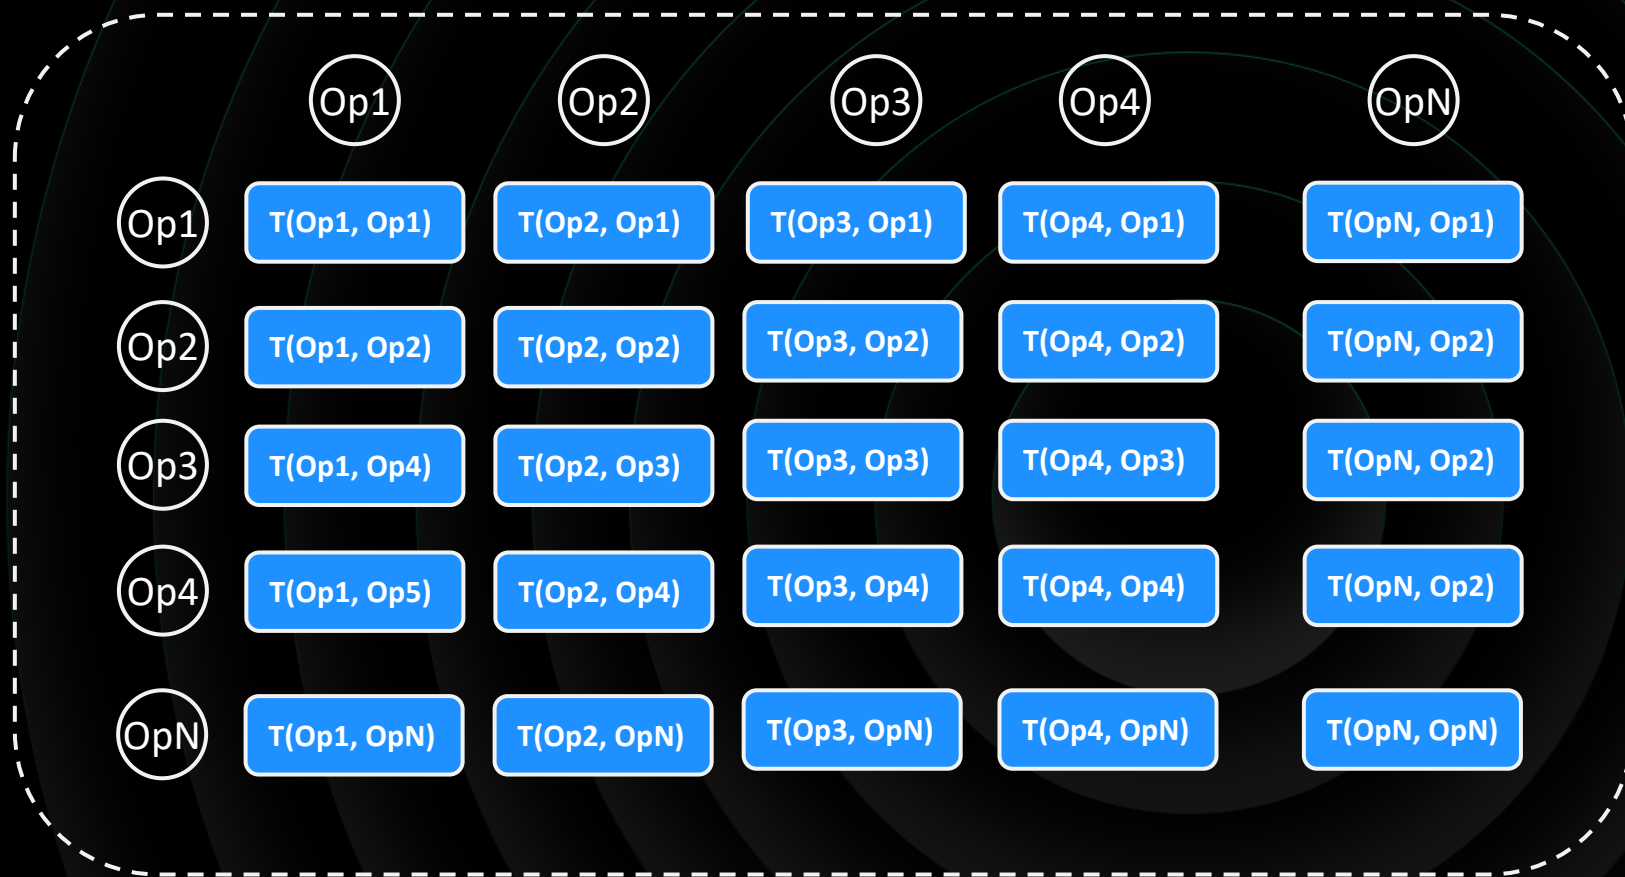 Op1 Op2 Op3 Op4 OpN
Op1 T(Op1, Op1) T(Op2, Op1) T(Op3, Op1) T(Op4, Op1) T(OpN, Op1)
Op2 T(Op1, Op2) T(Op2, Op2) T(Op3, Op2) T(Op4, Op2) T(OpN, Op2)
Op3 T(Op1, Op4) T(Op2, Op3) T(Op3, Op3) T(Op4, Op3) T(OpN, Op2)
Op4 T(Op1, Op5) T(Op2, Op4) T(Op3, Op4) T(Op4, Op4) T(OpN, Op2)
OpN T(Op1, OpN) T(Op2, OpN) T(Op3, OpN) T(Op4, OpN) T(OpN, OpN)